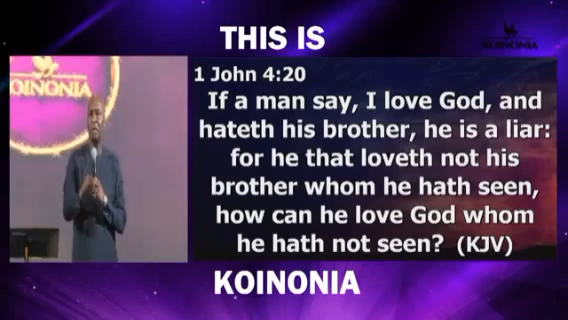 THIS IS
KOINONIA
OINONIA
1 John 4:20
If a man say, I love God, and
hateth his brother, he is a liar:
for he that loveth not his
brother whom he hath seen,
how can he love God whom
he hath not seen? (KJV)
KOINONIA